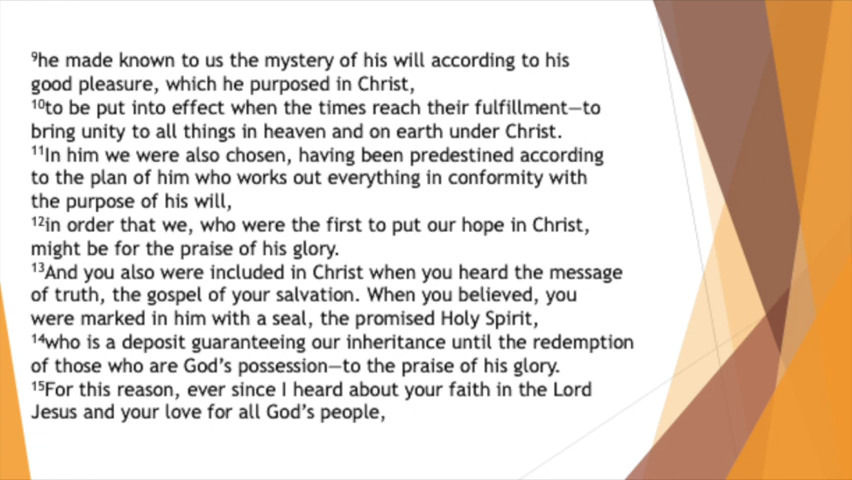 ⁹he made known to us the mystery of his will according to his
good pleasure, which he purposed in Christ,
¹⁰to be put into effect when the times reach their fulfillment—to
bring unity to all things in heaven and on earth under Christ.
¹¹In him we were also chosen, having been predestined according
to the plan of him who works out everything in conformity with
the purpose of his will,
¹²in order that we, who were the first to put our hope in Christ,
might be for the praise of his glory.
¹³And you also were included in Christ when you heard the message
of truth, the gospel of your salvation. When you believed, you
were marked in him with a seal, the promised Holy Spirit,
¹⁴who is a deposit guaranteeing our inheritance until the redemption
of those who are God’s possession—to the praise of his glory.
¹⁵For this reason, ever since I heard about your faith in the Lord
Jesus and your love for all God’s people,